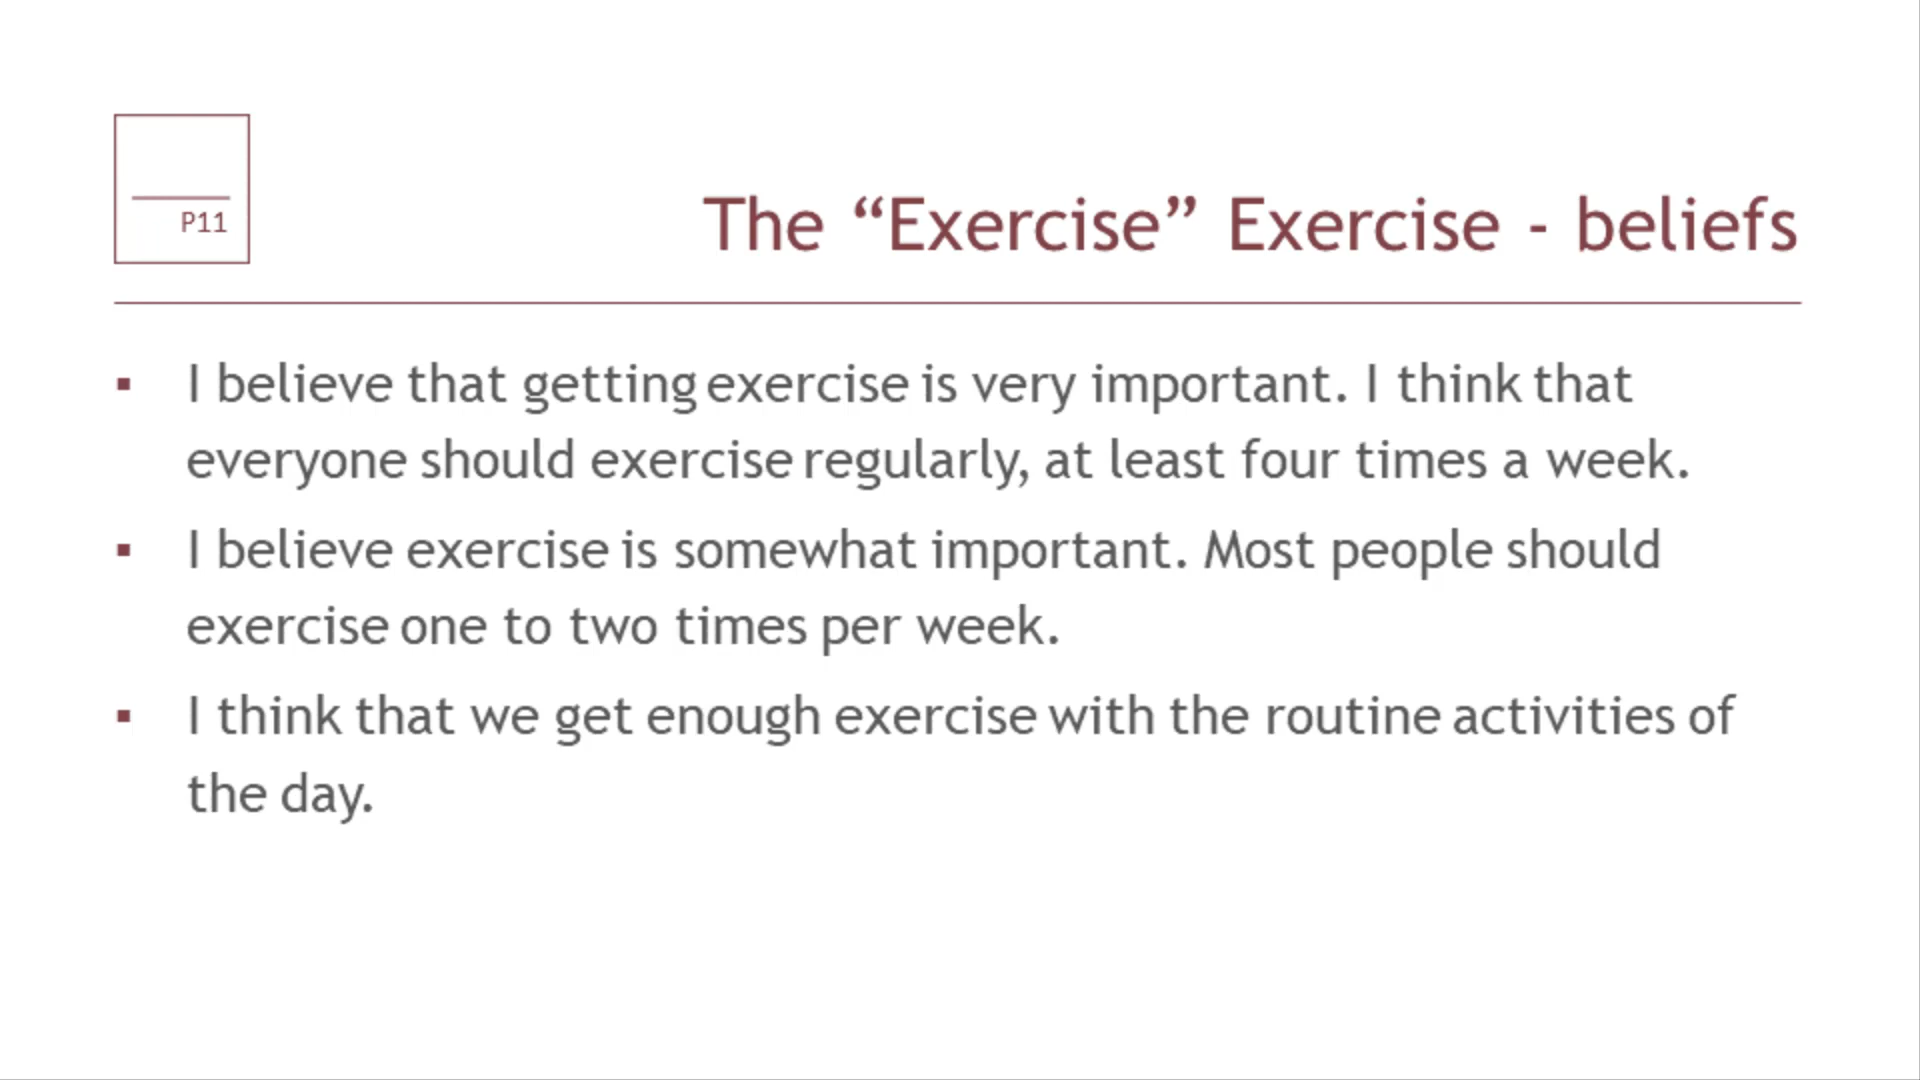 P11
The “Exercise” Exercise - beliefs
▪ I believe that getting exercise is very important. I think that
everyone should exercise regularly, at least four times a week.
▪ I believe exercise is somewhat important. Most people should
exercise one to two times per week.
▪ I think that we get enough exercise with the routine activities of
the day.